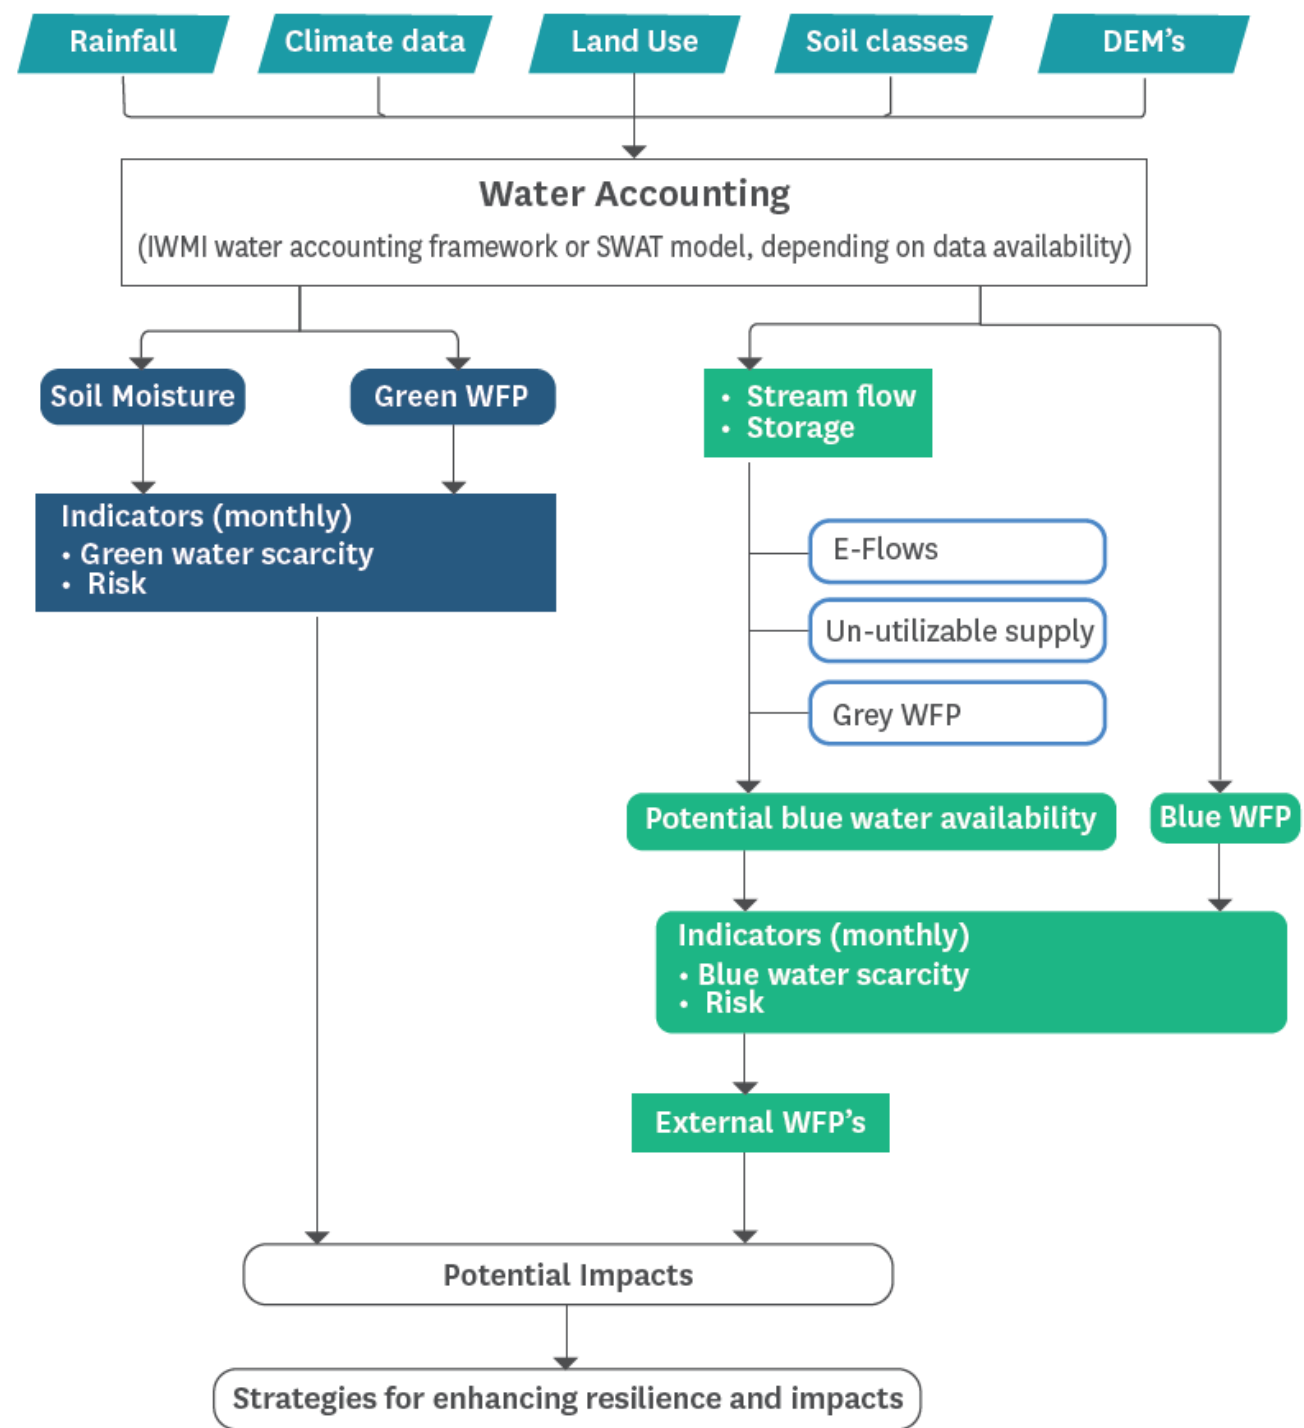 Rainfall
Climate data
Land Use
Soil classes
DEM's
Water Accounting
(IWMI water accounting framework or SWAT model, depending on data availability)
Soil Moisture
Green WFP
• Stream flow
• Storage
Indicators (monthly)
• Green water scarcity
• Risk
E-Flows
Un-utilizable supply
Grey WFP
Potential blue water availability
Blue WFP
Indicators (monthly)
• Blue water scarcity
• Risk
External WFP's
Potential Impacts
Strategies for enhancing resilience and impacts